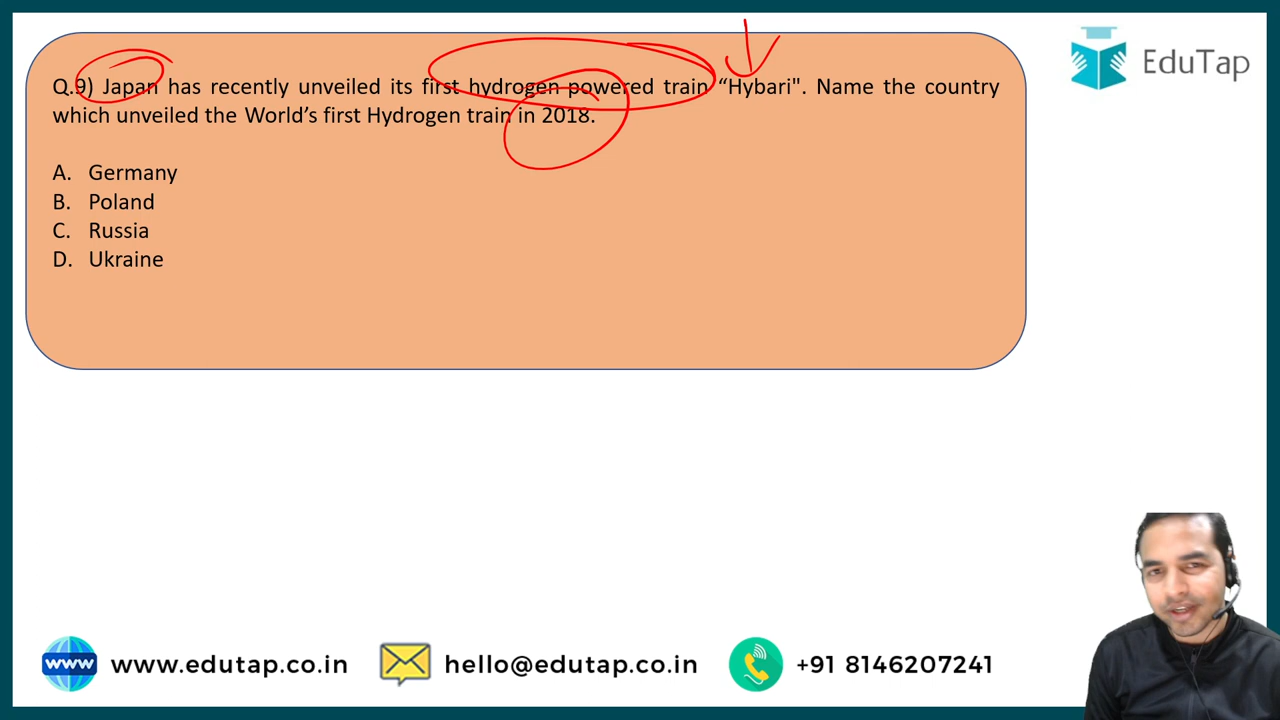 EduTap
Q.9) Japan has recently unveiled its first hydrogen powered train “Hybari". Name the country
which unveiled the World’s first Hydrogen train in 2018.
A. Germany
B. Poland
C. Russia
D. Ukraine
www
www.edutap.co.in
hello@edutap.co.in
+91 8146207241